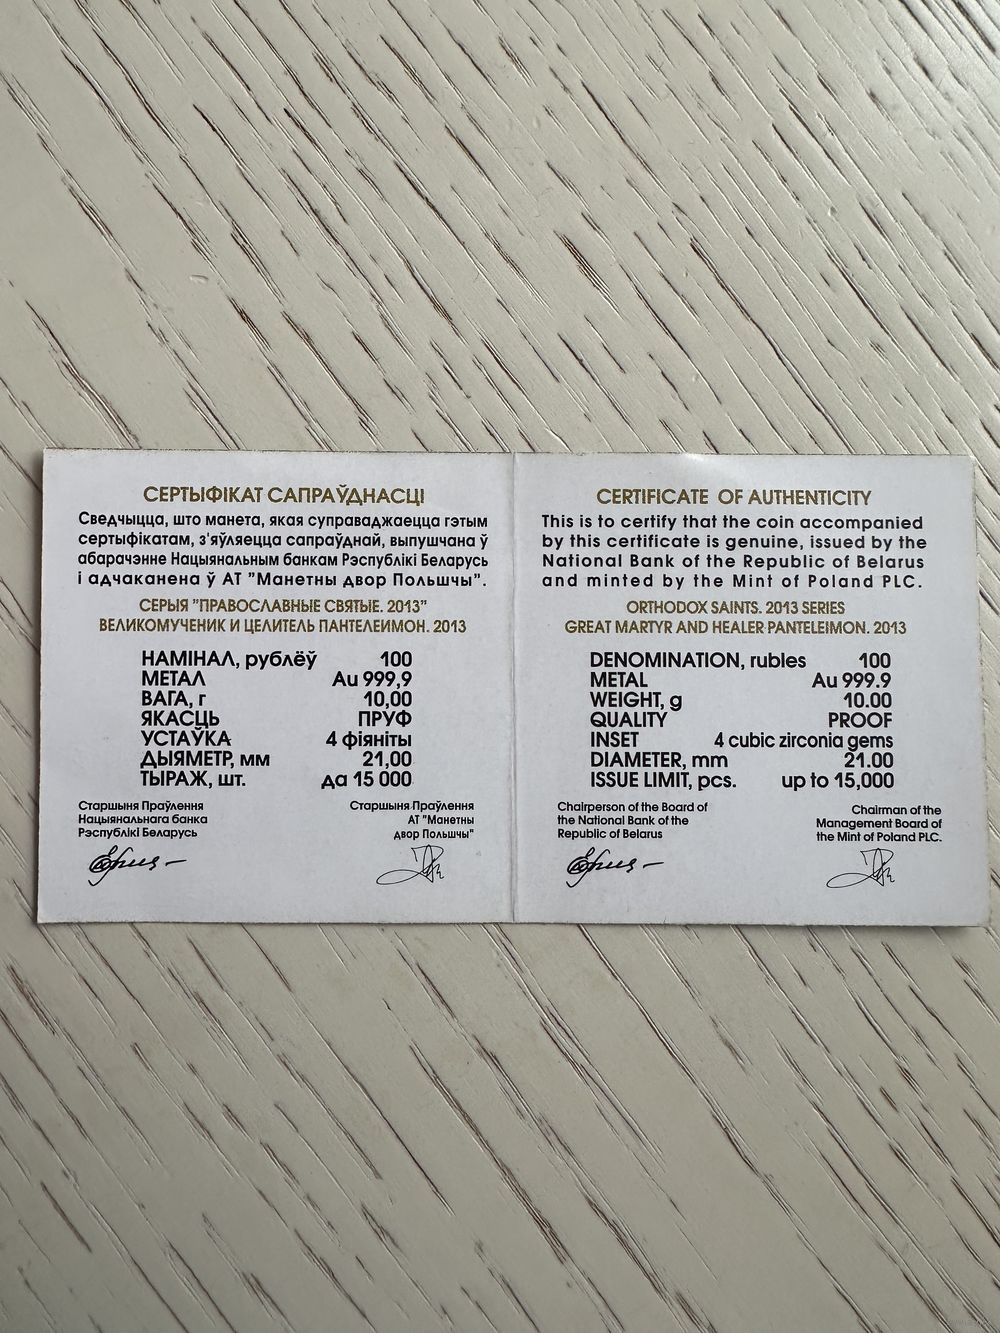 СЕРТЫФІКАТ САПРАЎДНАСЦІ
Сведчыцца, што манета, якая суправаджаецца гэтым
сертыфікатам, з'яўляецца сапраўднай, выпушчана ў
абарачэнне Нацыянальным банкам Рэспублікі Беларусь
і адчаканена ў АТ "Манетны двор Польшчы".
СЕРЫЯ "ПРАВОСЛАВНЫЕ СВЯТЫЕ. 2013"
ВЕЛИКОМУЧЕНИК И ЦЕЛИТЕЛЬ ПАНТЕЛЕИМОН. 2013
НАМІНАЛ, рублёў 100
МЕТАЛ Au 999,9
ВАГА, г 10,00
ЯКАСЦЬ ПРУФ
УСТАЎКА 4 фіяніты
ДЫЯМЕТР, мм 21,00
ТЫРАЖ, шт. да 15 000
Старшыня Праўлення
Нацыянальнага банка
Рэспублікі Беларусь
Старшыня Праўлення
АТ "Манетны
двор Польшчы"
CERTIFICATE OF AUTHENTICITY
This is to certify that the coin accompanied
by this certificate is genuine, issued by the
National Bank of the Republic of Belarus
and minted by the Mint of Poland PLC.
ORTHODOX SAINTS. 2013 SERIES
GREAT MARTYR AND HEALER PANTELEIMON. 2013
DENOMINATION, rubles 100
METAL Au 999.9
WEIGHT, g 10.00
QUALITY PROOF
INSET 4 cubic zirconia gems
DIAMETER, mm 21.00
ISSUE LIMIT, pcs. up to 15,000
Chairperson of the Board of
the National Bank of the
Republic of Belarus
Chairman of the
Management Board of
the Mint of Poland PLC.